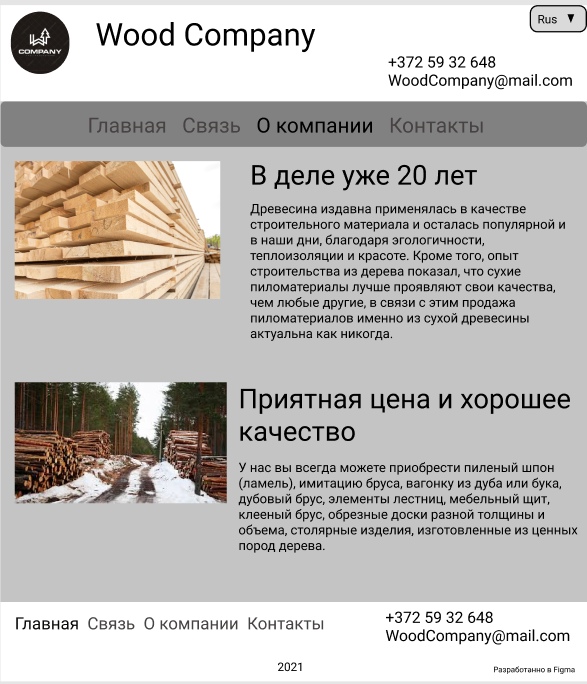 COMPANY
Wood Company
Rus ▼
+372 59 32 648
WoodCompany@mail.com
Главная Связь О компании Контакты
В деле уже 20 лет
Древесина издавна применялась в качестве
строительного материала и осталась популярной и
в наши дни, благодаря эгологичности,
теплоизоляции и красоте. Кроме того, опыт
строительства из дерева показал, что сухие
пиломатериалы лучше проявляют свои качества,
чем любые другие, в связи с этим продажа
пиломатериалов именно из сухой древесины
актуальна как никогда.
Приятная цена и хорошее
качество
У нас вы всегда можете приобрести пиленый шпон
(ламель), имитацию бруса, вагонку из дуба или бука,
дубовый брус, элементы лестниц, мебельный щит,
клееный брус, обрезные доски разной толщины и
объема, столярные изделия, изготовленные из ценных
пород дерева.
Главная Связь О компании Контакты
+372 59 32 648
WoodCompany@mail.com
2021
Разработанно в Figma